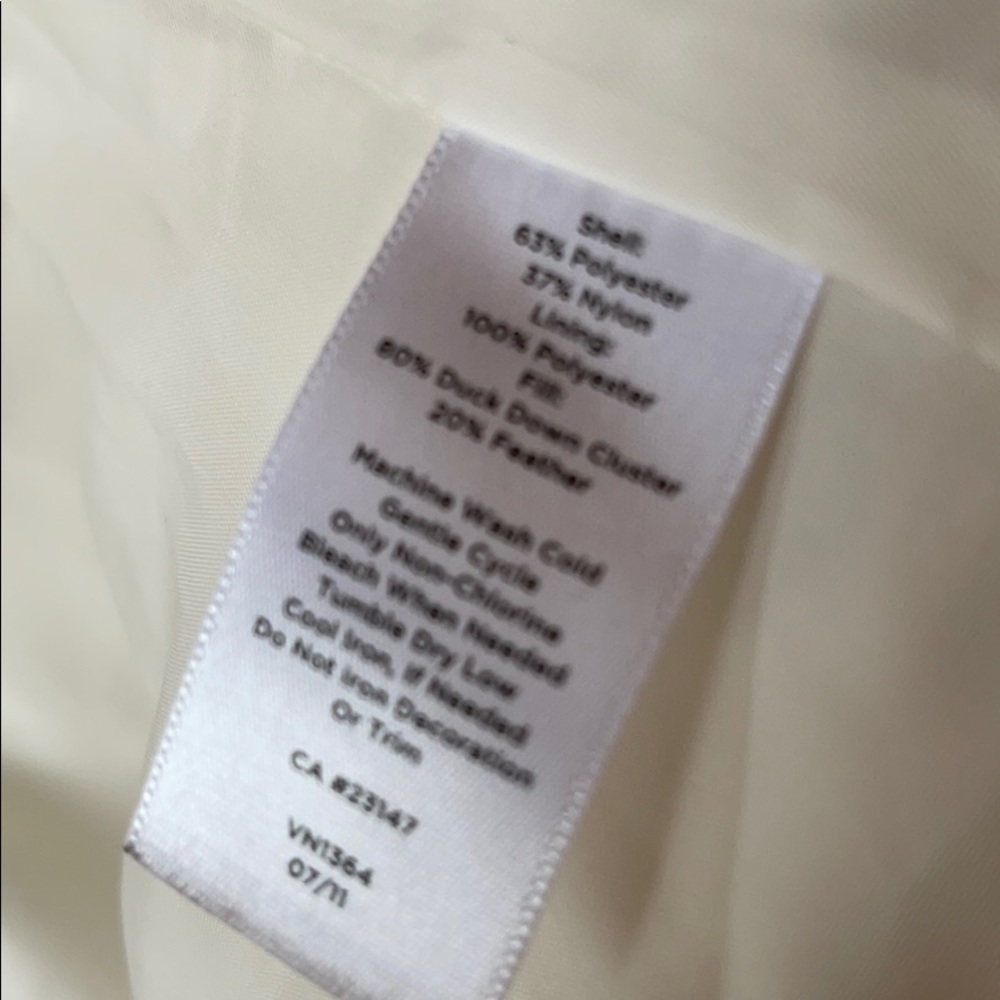 Shell:
63% Polyester
37% Nylon
Lining:
100% Polyester
Fill:
80% Duck Down Cluster
20% Feather
Machine Wash Cold
Gentle Cycle
Only Non-Chlorine
Bleach When Needed
Tumble Dry Low
Cool Iron, If Needed
Do Not Iron Decoration
Or Trim
CA #23147
VN1364
07/11